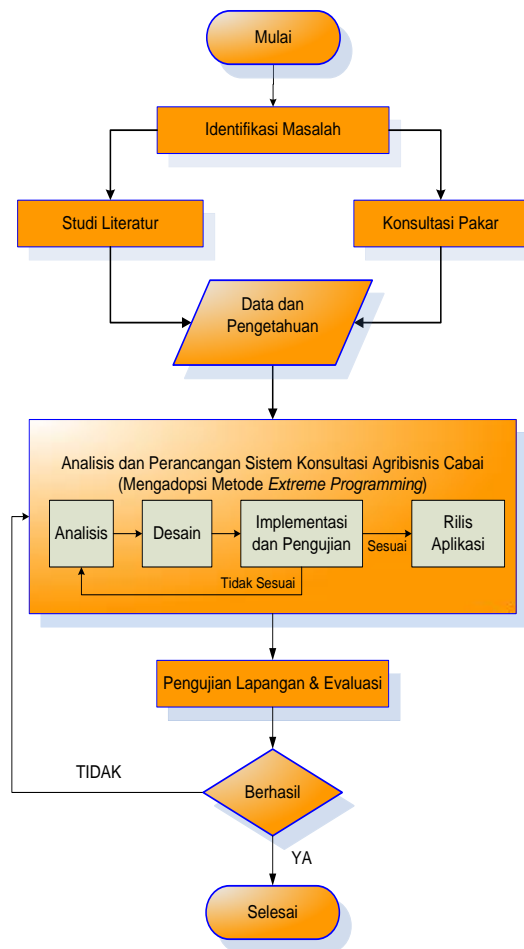 Mulai
Identifikasi Masalah
Studi Literatur
Konsultasi Pakar
Data dan
Pengetahuan
Analisis dan Perancangan Sistem Konsultasi Agribisnis Cabai
(Mengadopsi Metode Extreme Programming)
Analisis
Desain
Implementasi
dan Pengujian
Sesuai
Rilis
Aplikasi
Tidak Sesuai
Pengujian Lapangan & Evaluasi
TIDAK
Berhasil
YA
Selesai